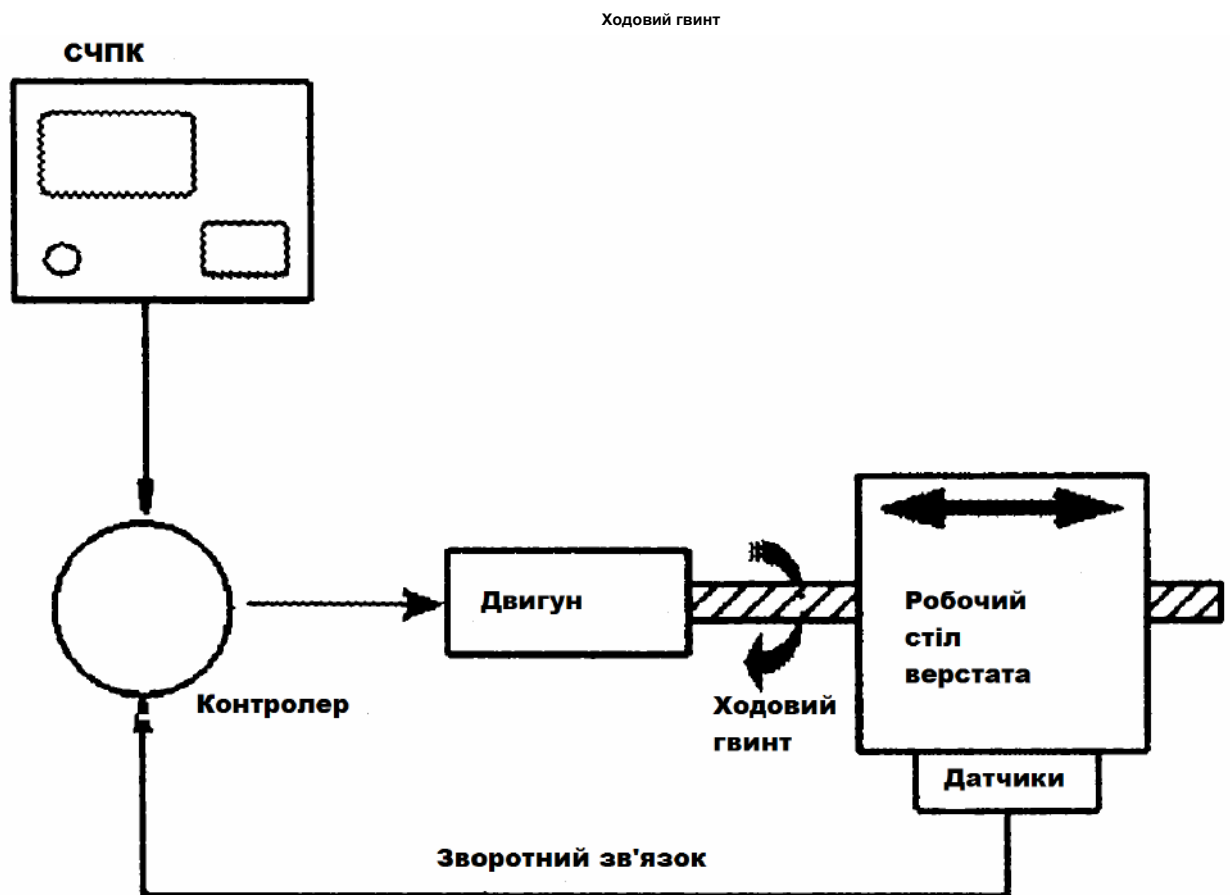 Ходовий гвинт
СЧПК
Двигун
Робочий
стіл
верстата
Контролер
Ходовий
гвинт
Датчики
Зворотний зв'язок